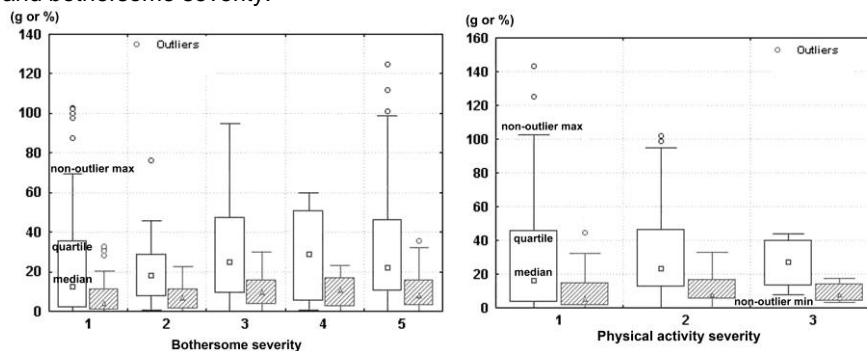 and bothersome severity.
(g or %)
140
120
100
80
60
40
20
0
Outliers
non-outlier max
quartile
median
1 2 3 4 5
Bothersome severity
(g or %)
160
140
120
100
80
60
40
20
0
Outliers
non-outlier max
quartile
median
non-outlier min
1 2 3
Physical activity severity